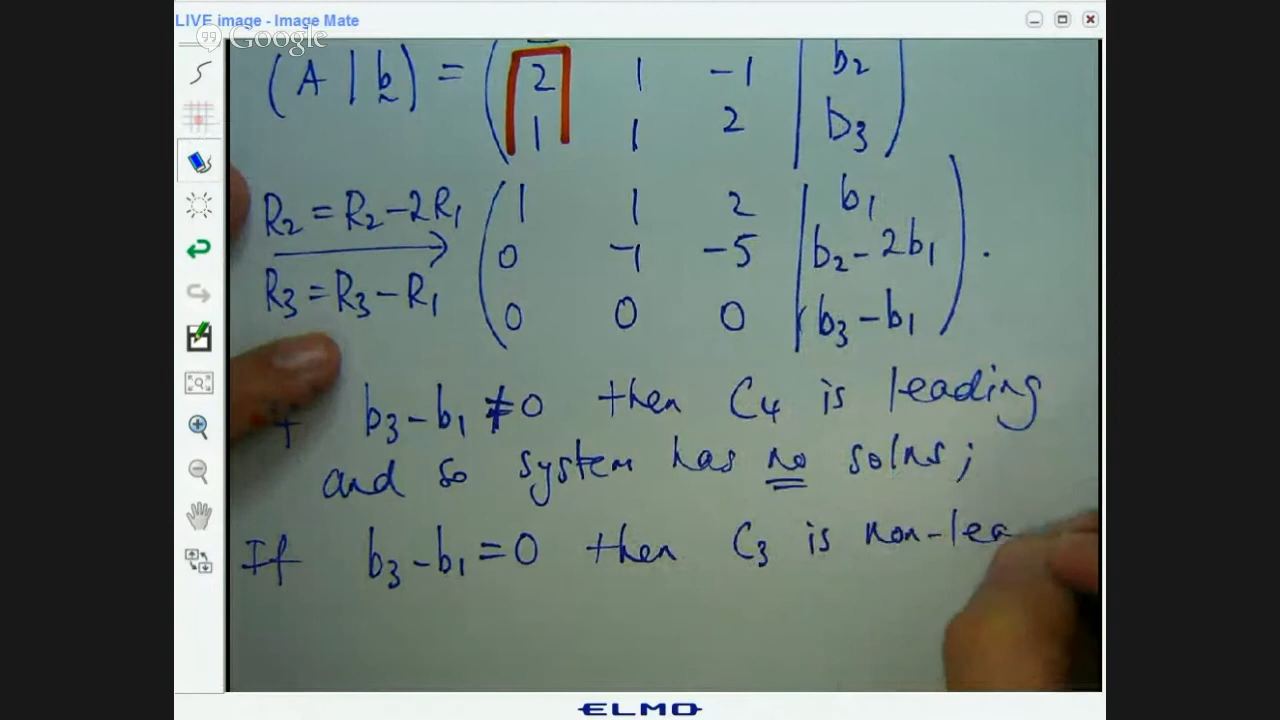 LIVE image - Image Mate
Google
(A | b) = ( 2 1 -1 | b₂
1 1 2 | b₃ )
R₂ = R₂ - 2R₁
R₃ = R₃ - R₁
( 1 1 2 | b₁
0 -1 -5 | b₂ - 2b₁
0 0 0 | b₃ - b₁ ) .
b₃ - b₁ ≠ 0 then C₄ is leading
and so system has no solns;
If b₃ - b₁ = 0 then C₃ is non-lea
ELMO